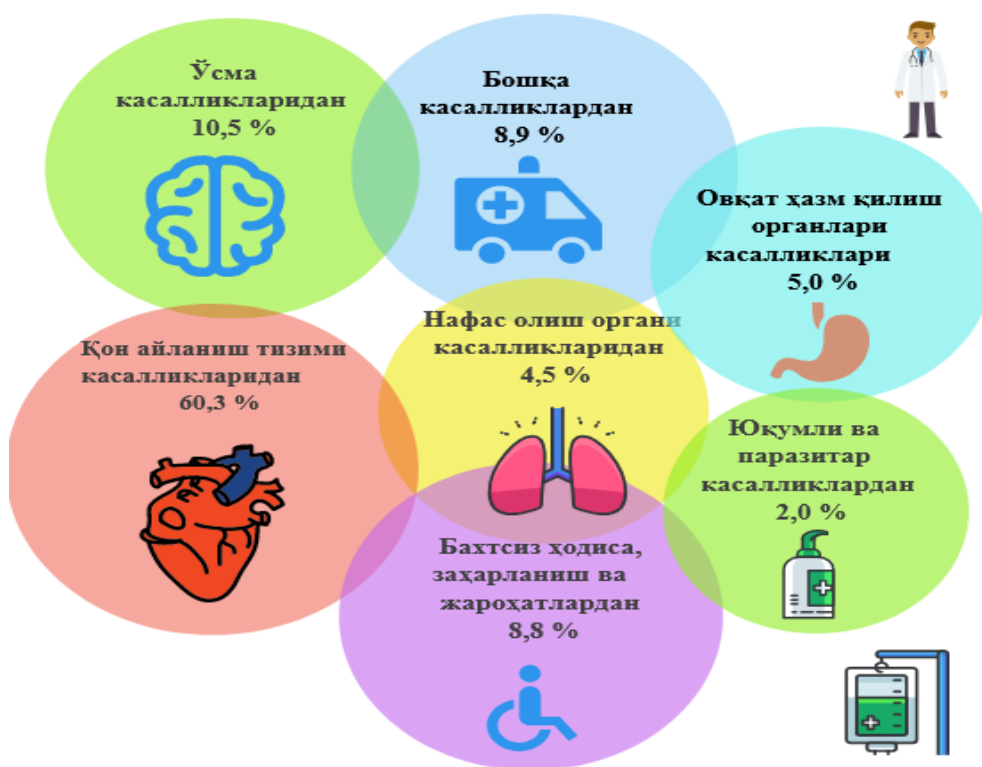 Ўсма
касалликларидан
10,5 %
Бошқа
касалликлардан
8,9 %
Овқат ҳазм қилиш
органлари
касалликлари
5,0 %
Қон айланиш тизими
касалликларидан
60,3 %
Нафас олиш органи
касалликларидан
4,5 %
Юқумли ва
паразитар
касалликлардан
2,0 %
Бахтсиз ҳодиса,
заҳарланиш ва
жароҳатлардан
8,8 %